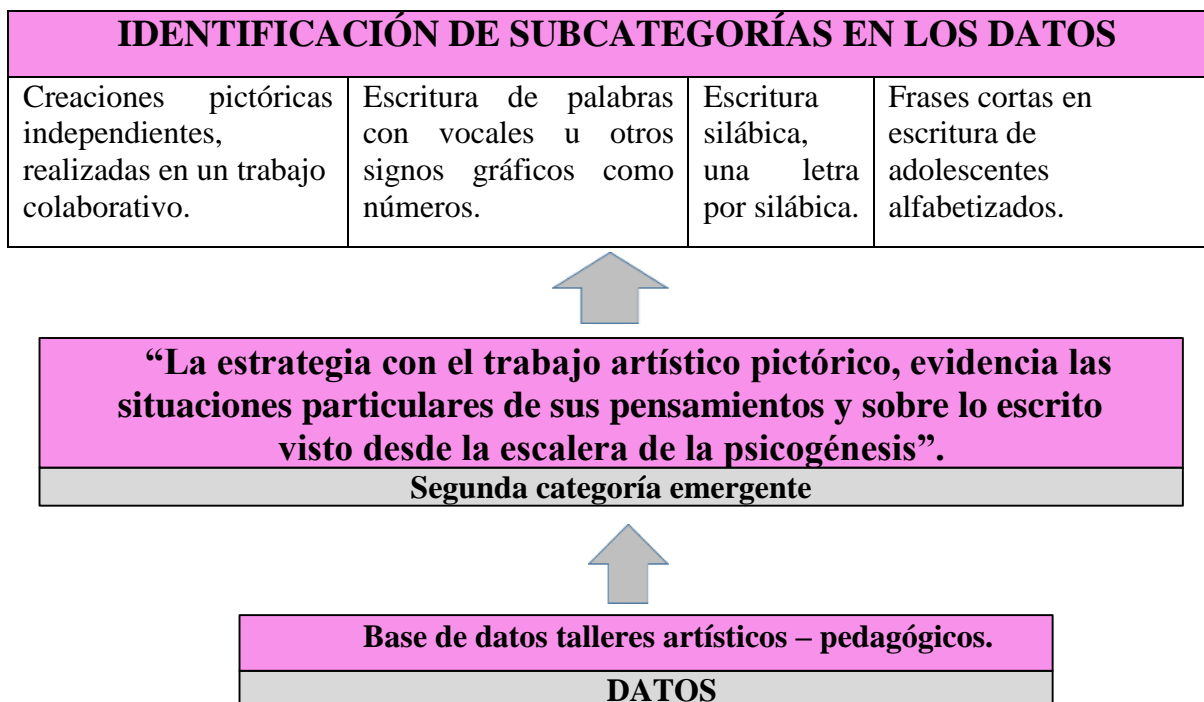 IDENTIFICACIÓN DE SUBCATEGORÍAS EN LOS DATOS
Creaciones pictóricas
independientes,
realizadas en un trabajo
colaborativo.
Escritura de palabras
con vocales u otros
signos gráficos como
números.
Escritura
silábica,
una letra
por silábica.
Frases cortas en
escritura de
adolescentes
alfabetizados.
“La estrategia con el trabajo artístico pictórico, evidencia las
situaciones particulares de sus pensamientos y sobre lo escrito
visto desde la escalera de la psicogénesis”.
Segunda categoría emergente
Base de datos talleres artísticos – pedagógicos.
DATOS